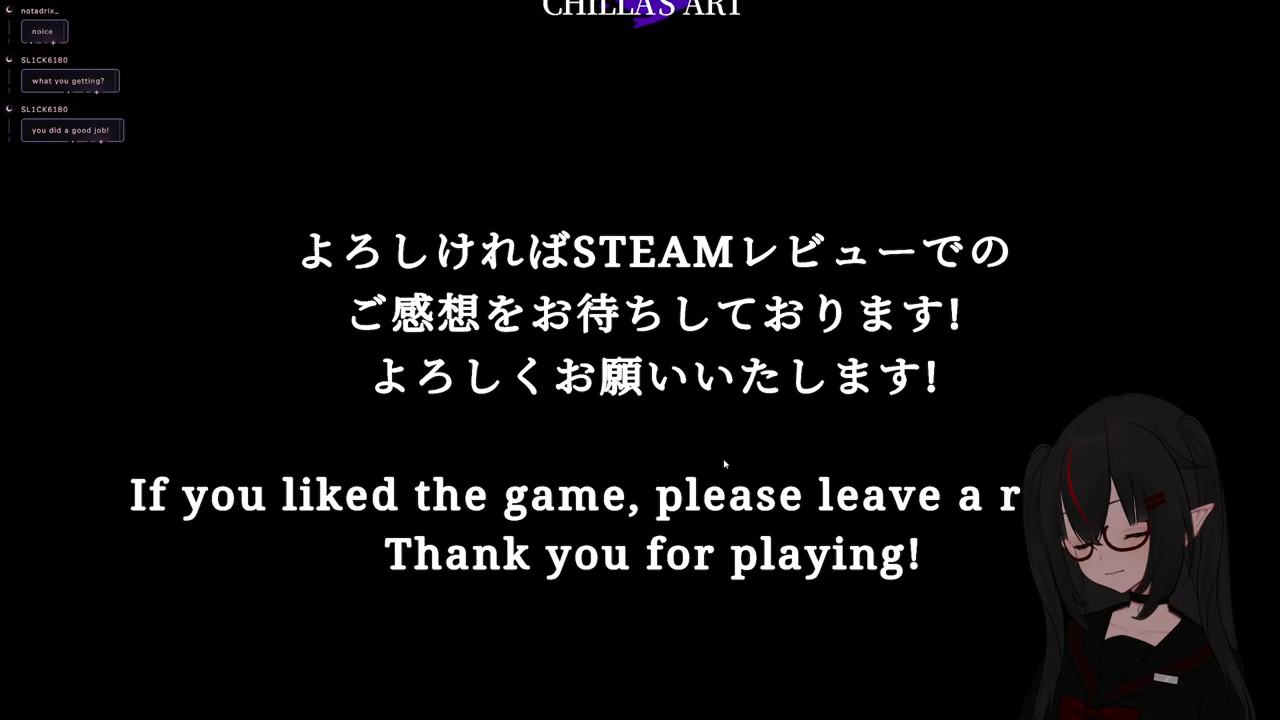 CHILLA'S ART
notadrix_
noice
SL1CK6180
what you getting?
SL1CK6180
you did a good job!
よろしければSTEAMレビューでの
ご感想をお待ちしております!
よろしくお願いいたします!
If you liked the game, please leave a r
Thank you for playing!